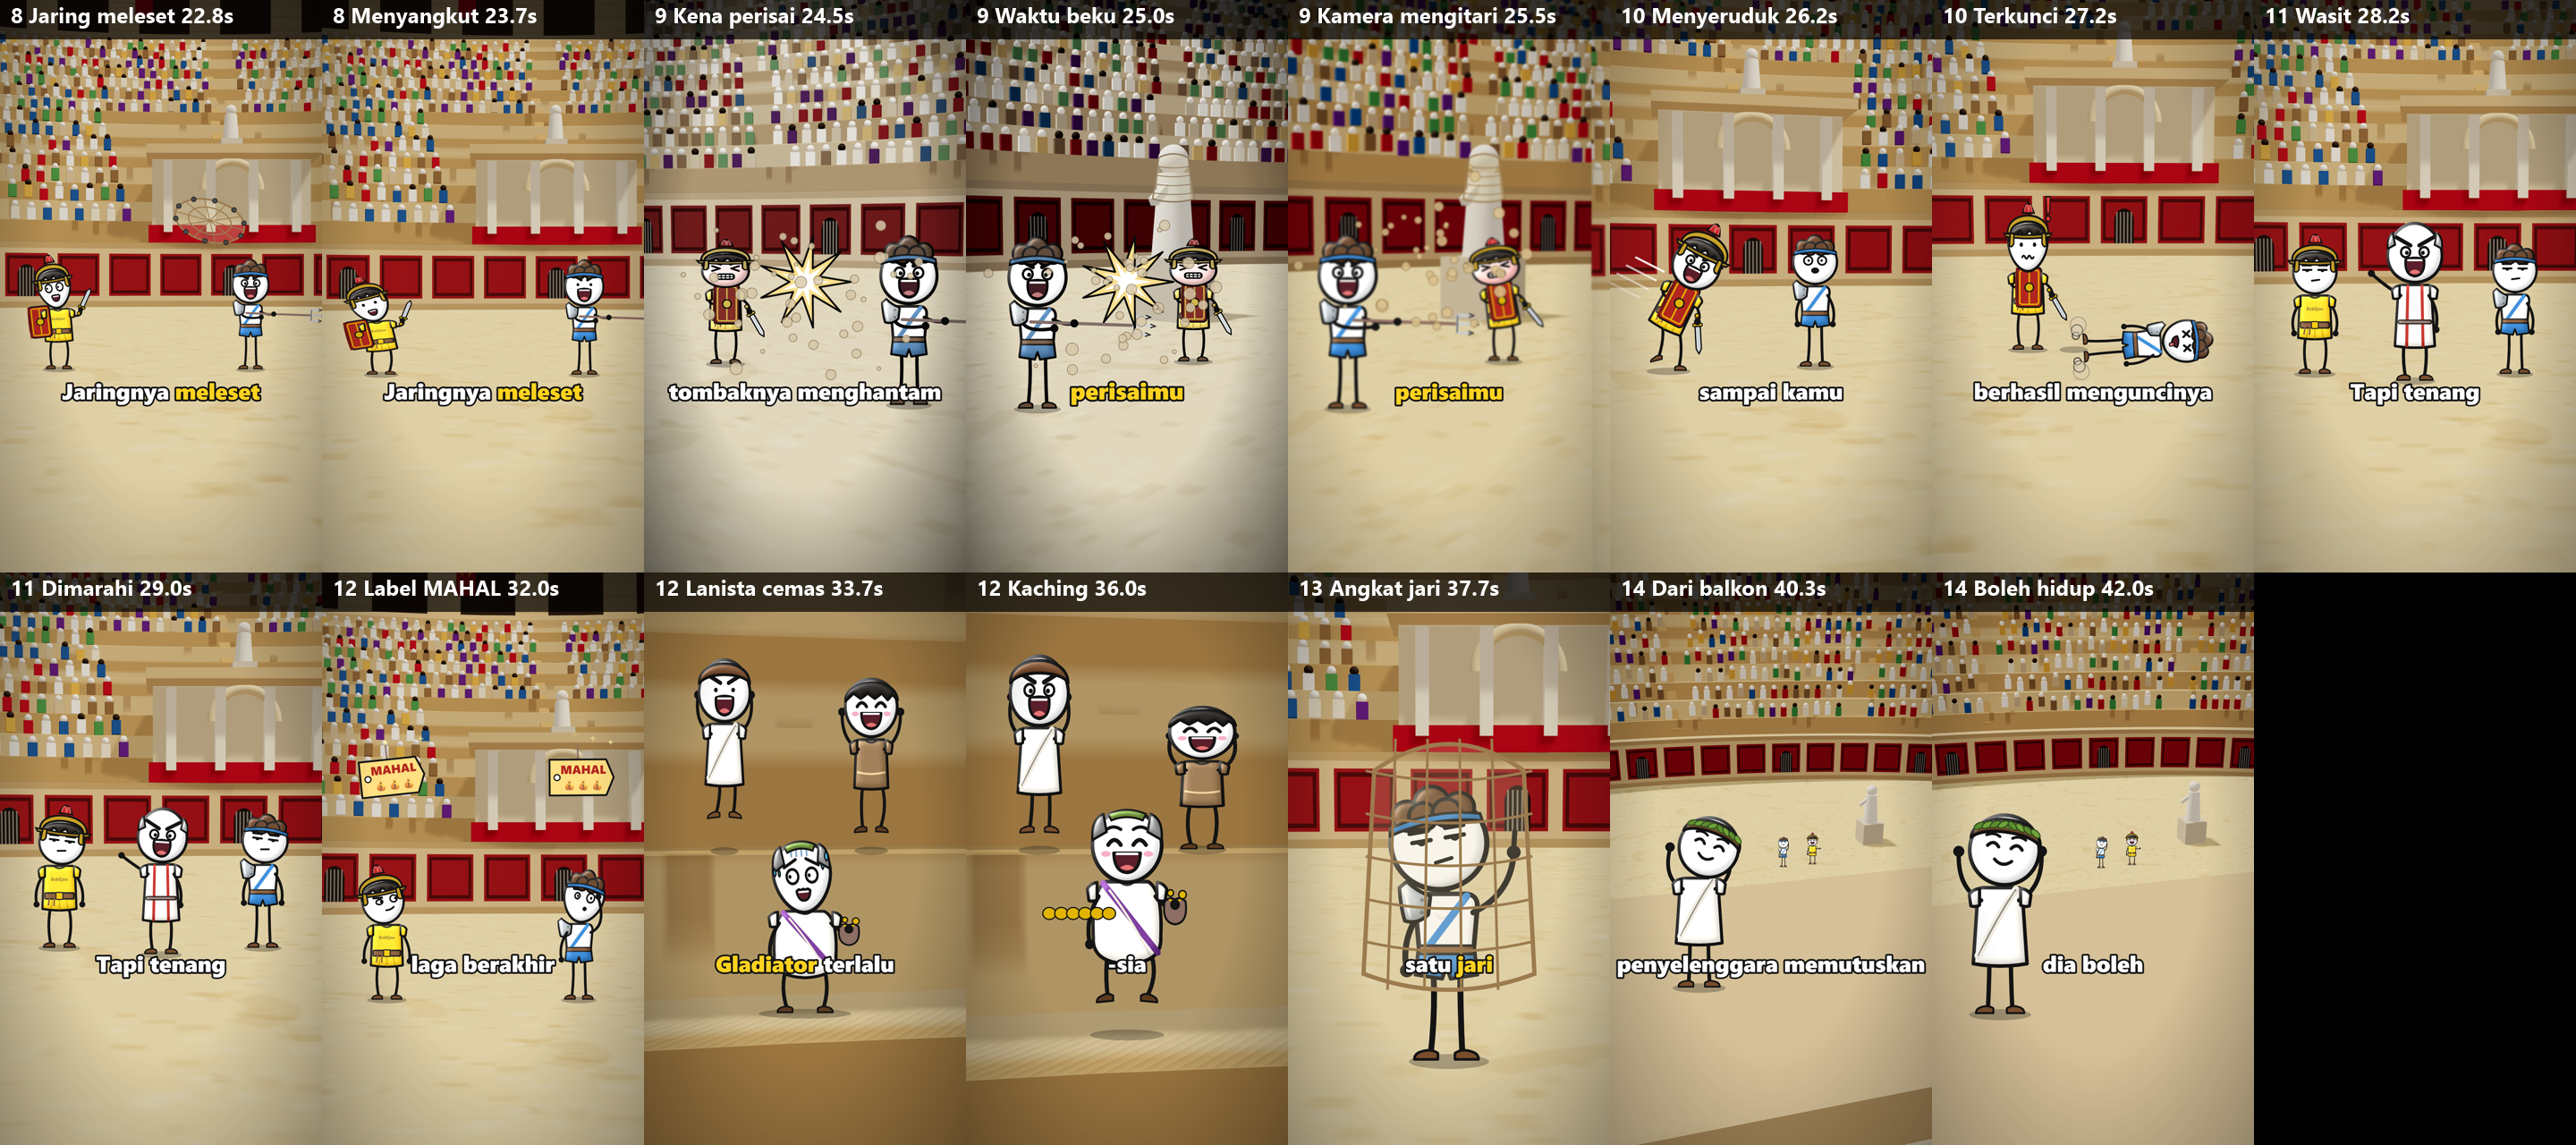 8 Jaring meleset 22.8s
Jaringnya meleset
8 Menyangkut 23.7s
Jaringnya meleset
9 Kena perisai 24.5s
tombaknya menghantam
9 Waktu beku 25.0s
perisaimu
9 Kamera mengitari 25.5s
perisaimu
10 Menyeruduk 26.2s
sampai kamu
10 Terkunci 27.2s
berhasil menguncinya
11 Wasit 28.2s
Tapi tenang
11 Dimarahi 29.0s
Tapi tenang
12 Label MAHAL 32.0s
MAHAL
MAHAL
laga berakhir
12 Lanista cemas 33.7s
Gladiator terlalu
12 Kaching 36.0s
-sia
13 Angkat jari 37.7s
satu jari
14 Dari balkon 40.3s
penyelenggara memutuskan
14 Boleh hidup 42.0s
dia boleh